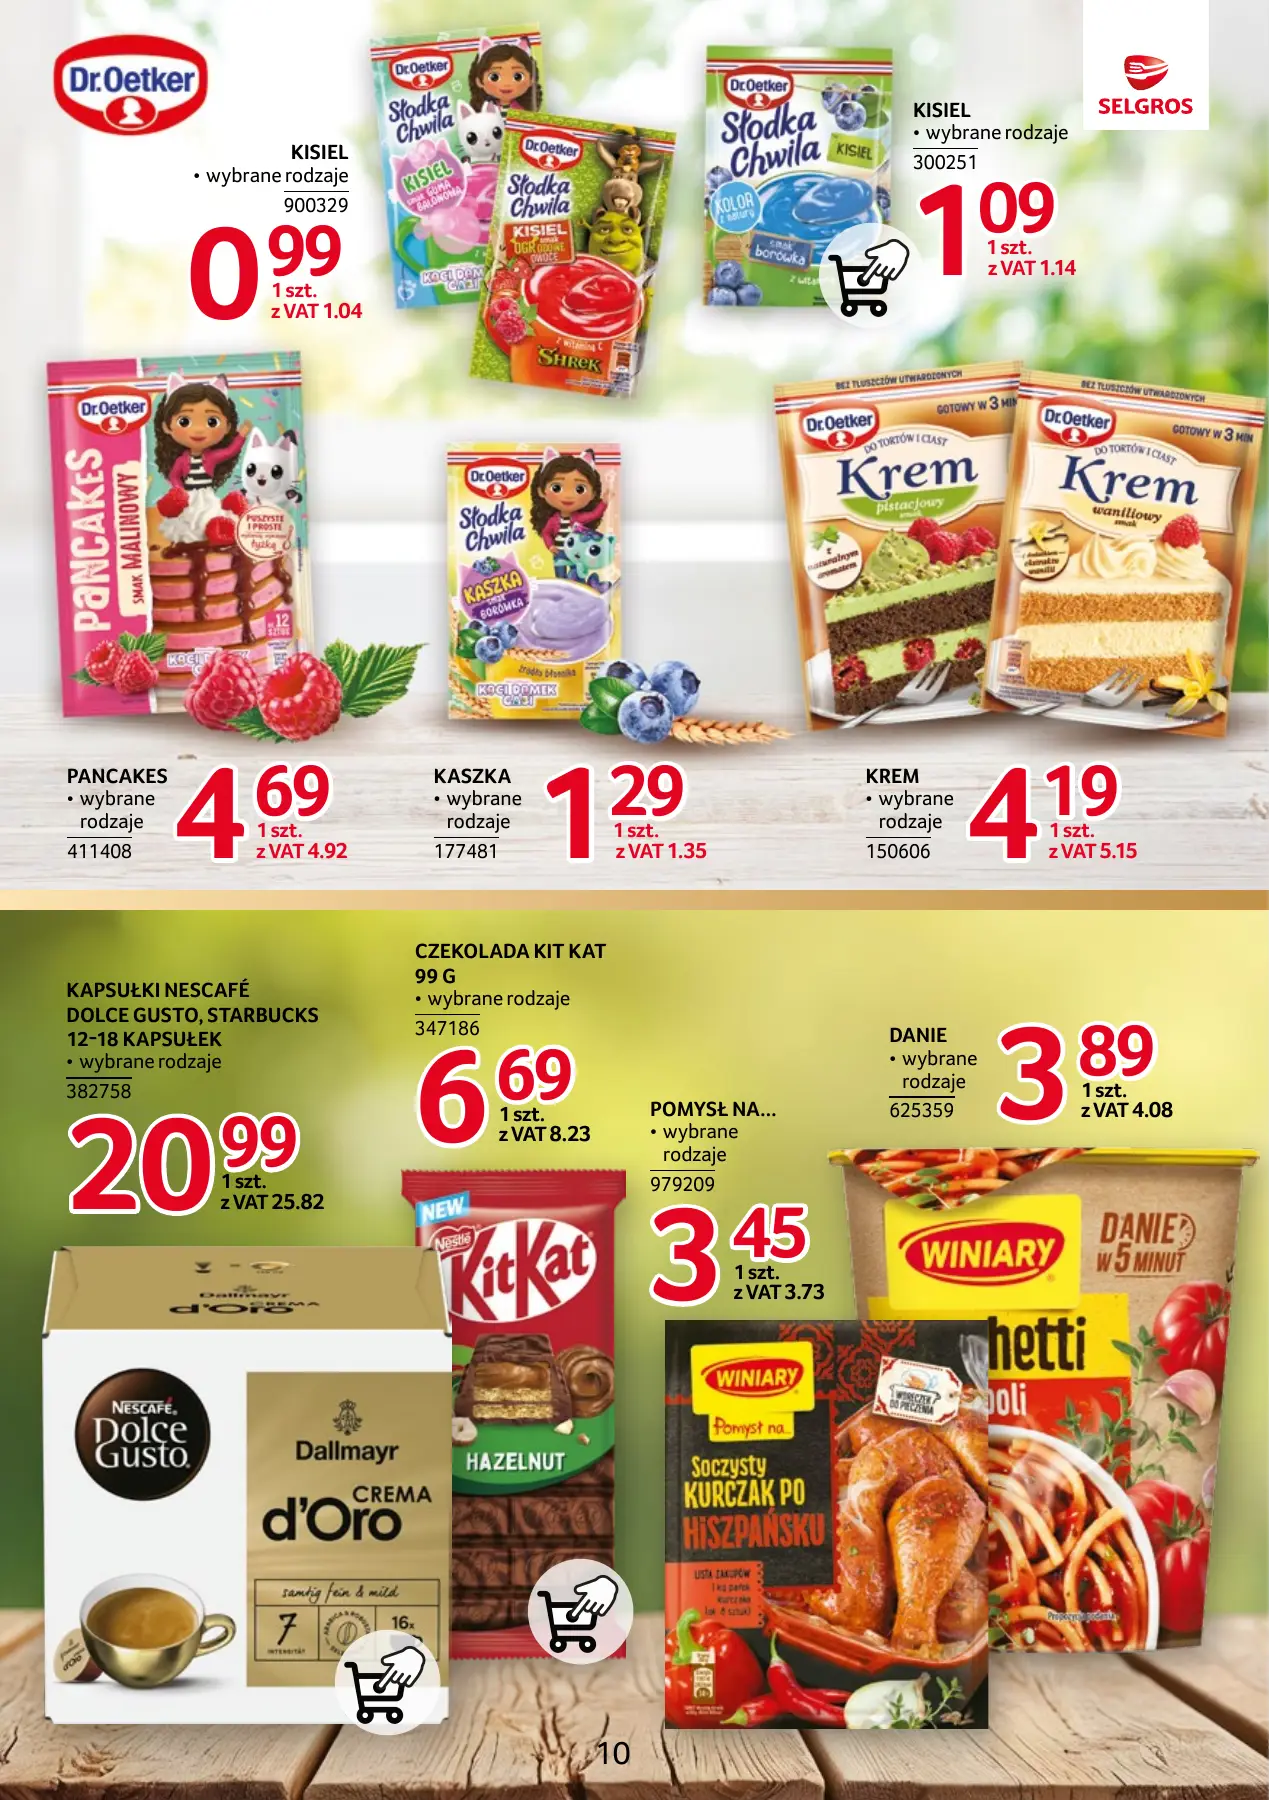 Dr.Oetker
SELGROS
KISIEL
• wybrane rodzaje
900329
0 99
1 szt.
z VAT 1.04
Dr.Oetker
Słodka
Chwila
KISIEL
smak GUMA
BALONOWA
KOCI DOMEK
GABI
Dr.Oetker
Słodka
Chwila
KISIEL
smak
OGRODOWE
OWOCE
z witaminą C
SHREK
Dr.Oetker
Słodka
Chwila
KISIEL
KOLOR
z natury
smak
borówka
KISIEL
• wybrane rodzaje
300251
1 09
1 szt.
z VAT 1.14
Dr.Oetker
PANCAKES
SMAK MALINOWY
PUSZYSTE
I PROSTE
łyżką
12
SZTUK
Dr.Oetker
Słodka
Chwila
KASZKA
smak
BORÓWKA
źródło błonnika
KOCI DOMEK
GABI
BEZ TŁUSZCZÓW UTWARDZONYCH
GOTOWY W 3 MIN
Dr.Oetker
DO TORTÓW I CIAST
Krem
pistacjowy
smak
z naturalnym
aromatem
BEZ TŁUSZCZÓW UTWARDZONYCH
GOTOWY W 3 MIN
Dr.Oetker
DO TORTÓW I CIAST
Krem
waniliowy
smak
z dodatkiem
ekstraktu
wanilii
PANCAKES
• wybrane
rodzaje
411408
4 69
1 szt.
z VAT 4.92
KASZKA
• wybrane
rodzaje
177481
1 29
1 szt.
z VAT 1.35
KREM
• wybrane
rodzaje
150606
4 19
1 szt.
z VAT 5.15
KAPSUŁKI NESCAFÉ
DOLCE GUSTO, STARBUCKS
12-18 KAPSUŁEK
• wybrane rodzaje
382758
20 99
1 szt.
z VAT 25.82
CZEKOLADA KIT KAT
99 G
• wybrane rodzaje
347186
6 69
1 szt.
z VAT 8.23
POMYSŁ NA...
• wybrane
rodzaje
979209
3 45
1 szt.
z VAT 3.73
DANIE
• wybrane
rodzaje
625359
3 89
1 szt.
z VAT 4.08
Dallmayr
d'Oro CREMA
NESCAFÉ
Dolce
Gusto
Dallmayr
CREMA
d'Oro
samtig fein & mild
7
INTENSITÄT
16x
NEW
Nestlé
KitKat
HAZELNUT
WINIARY
Pomysł na...
WORECZEK
DO PIECZENIA
Soczysty
KURCZAK PO
HISZPAŃSKU
LISTA ZAKUPÓW
1 kg pałek
kurczaka
WINIARY
DANIE
W 5 MINUT
hetti
oli
Propozycja podania
10